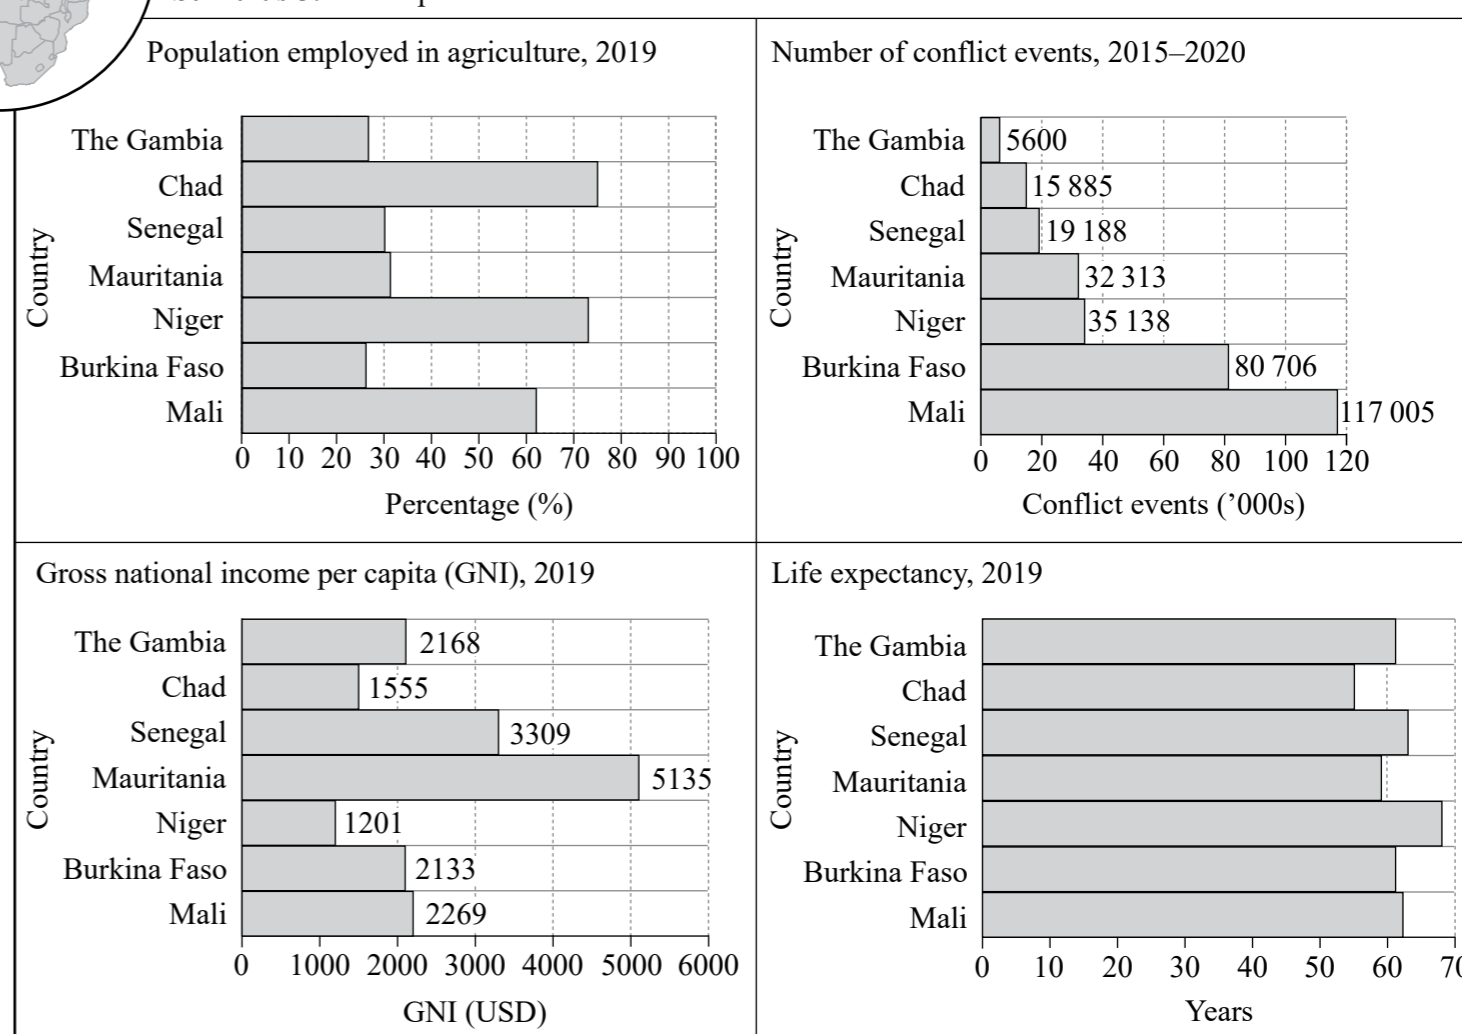 Population employed in agriculture, 2019
The Gambia
Chad
Senegal
Mauritania
Niger
Burkina Faso
Mali
Country
0 10 20 30 40 50 60 70 80 90 100
Percentage (%)
Number of conflict events, 2015–2020
The Gambia 5600
Chad 15 885
Senegal 19 188
Mauritania 32 313
Niger 35 138
Burkina Faso 80 706
Mali 117 005
Country
0 20 40 60 80 100 120
Conflict events (’000s)
Gross national income per capita (GNI), 2019
The Gambia 2168
Chad 1555
Senegal 3309
Mauritania 5135
Niger 1201
Burkina Faso 2133
Mali 2269
Country
0 1000 2000 3000 4000 5000 6000
GNI (USD)
Life expectancy, 2019
The Gambia
Chad
Senegal
Mauritania
Niger
Burkina Faso
Mali
Country
0 10 20 30 40 50 60 70
Years